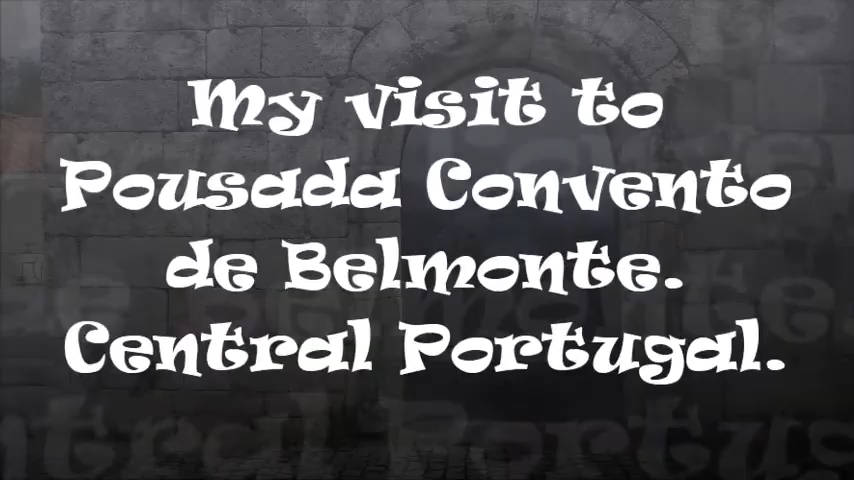 My visit to
Pousada Convento
de Belmonte.
Central Portugal.